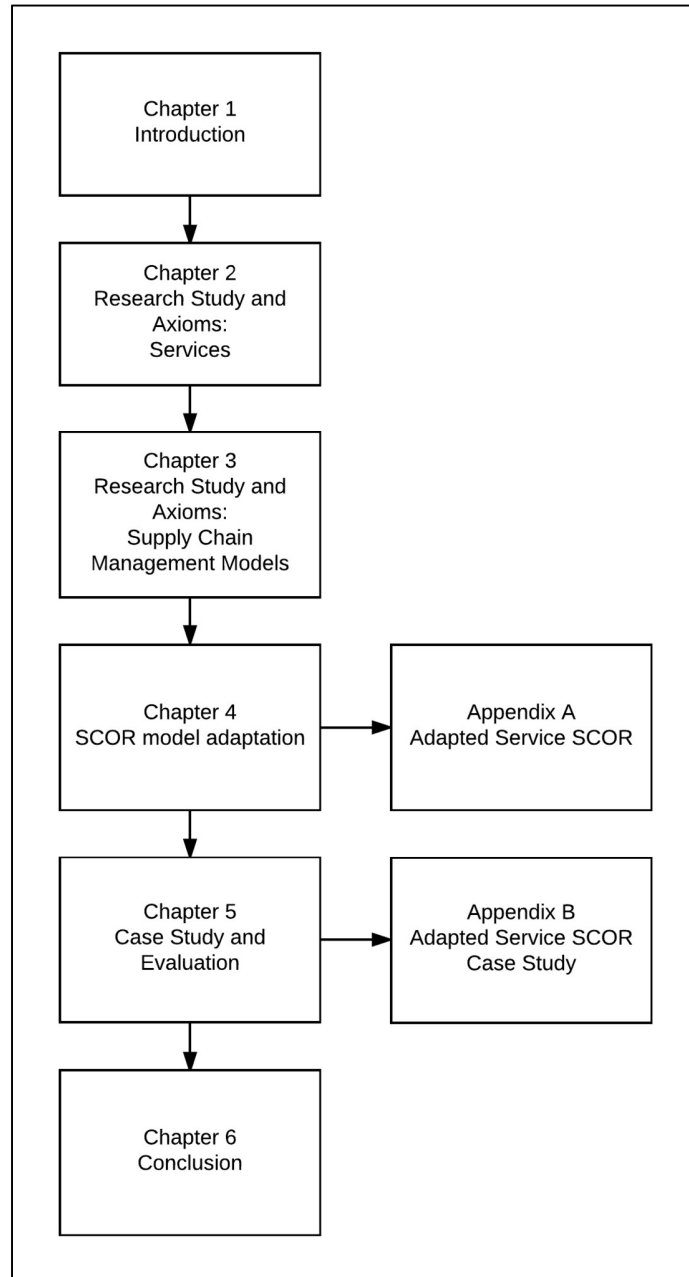 Chapter 1
Introduction
Chapter 2
Research Study and
Axioms:
Services
Chapter 3
Research Study and
Axioms:
Supply Chain
Management Models
Chapter 4
SCOR model adaptation
Appendix A
Adapted Service SCOR
Chapter 5
Case Study and
Evaluation
Appendix B
Adapted Service SCOR
Case Study
Chapter 6
Conclusion